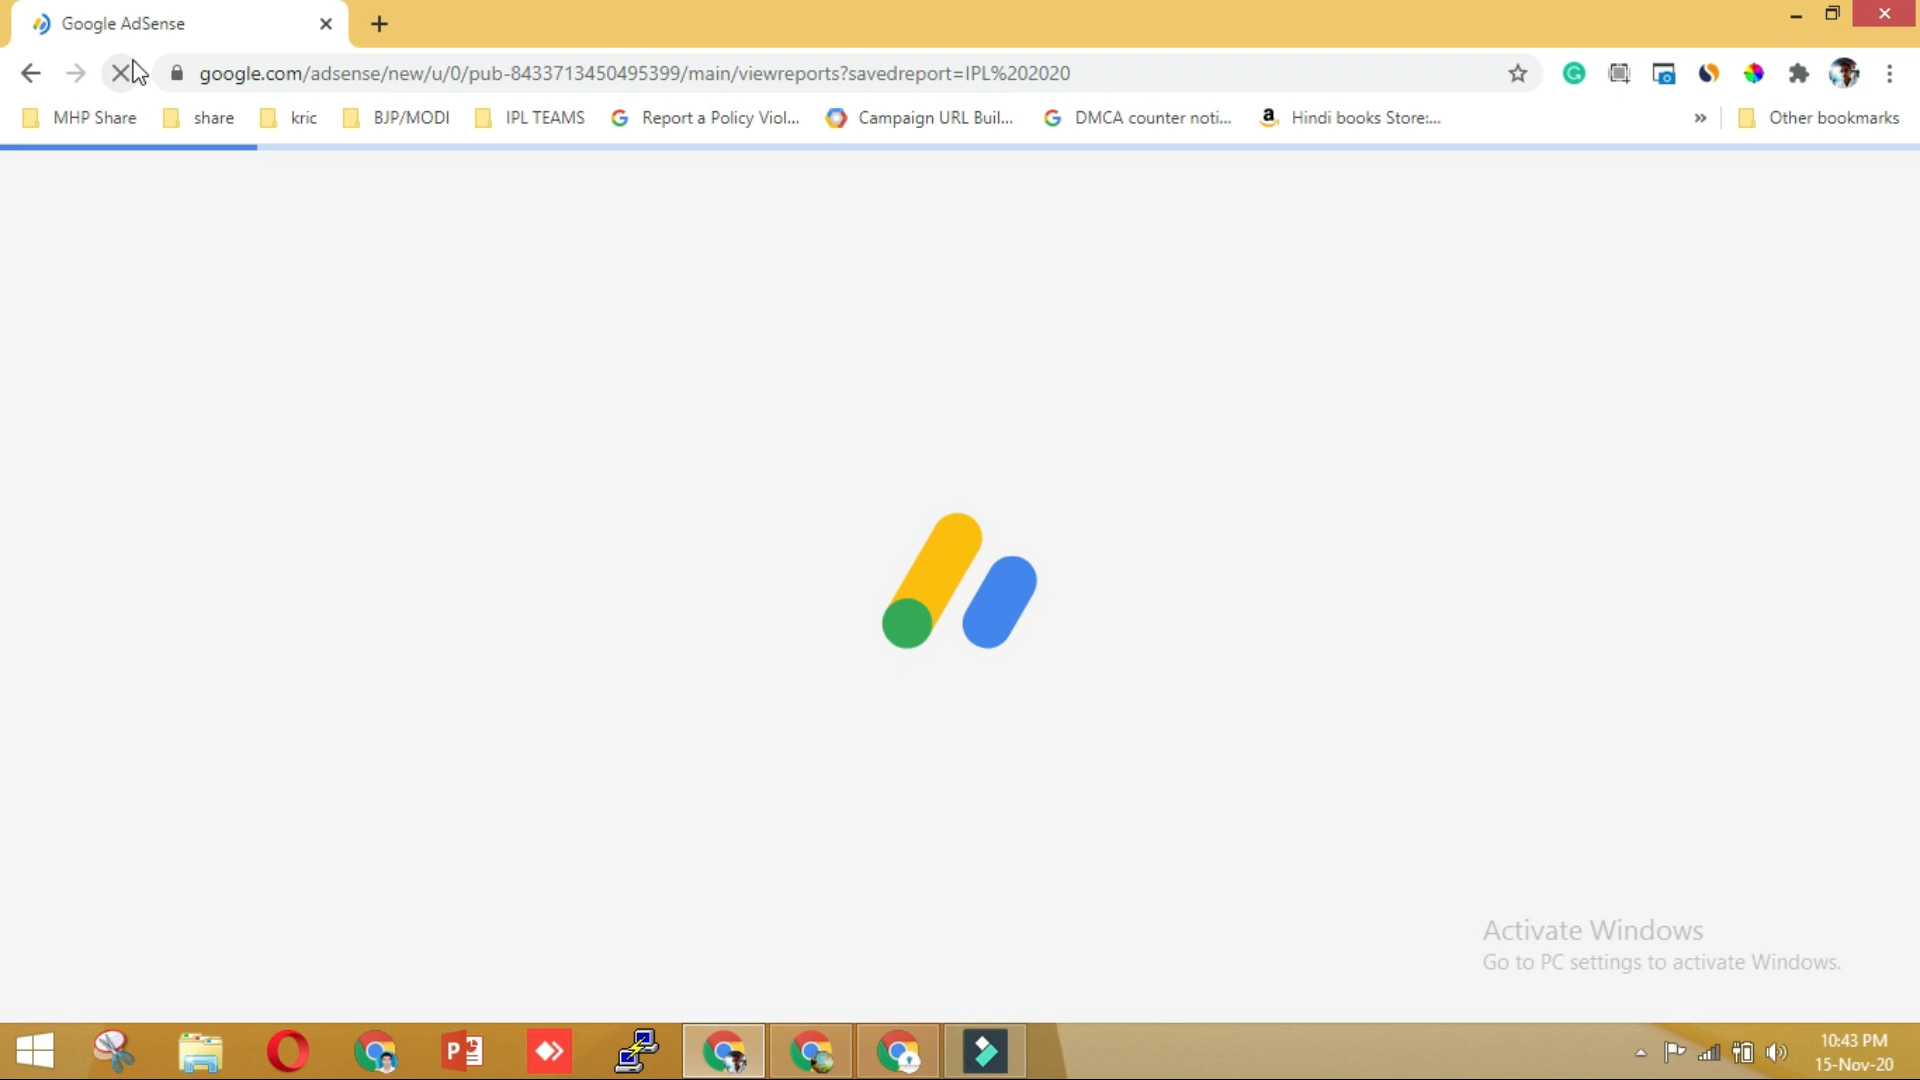 Google AdSense
google.com/adsense/new/u/0/pub-8433713450495399/main/viewreports?savedreport=IPL%202020
MHP Share
share
kric
BJP/MODI
IPL TEAMS
Report a Policy Viol...
Campaign URL Buil...
DMCA counter noti...
Hindi books Store:...
Other bookmarks
Activate Windows
Go to PC settings to activate Windows.
10:43 PM
15-Nov-20